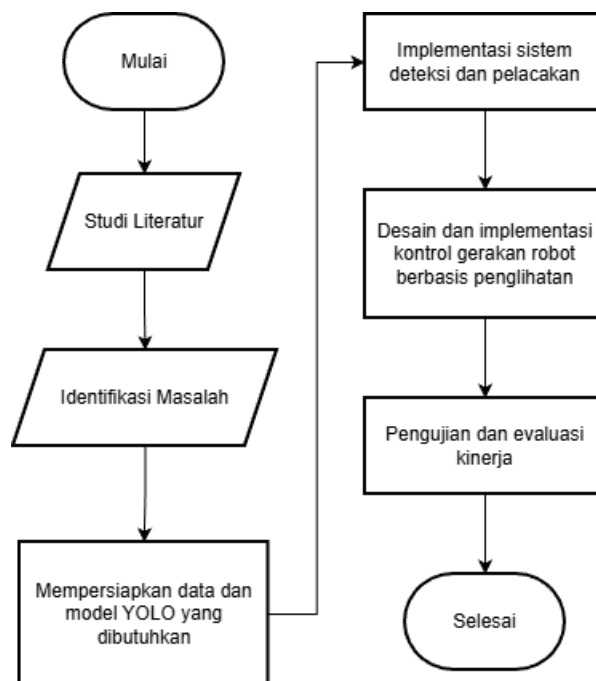 Mulai
Studi Literatur
Identifikasi Masalah
Mempersiapkan data dan
model YOLO yang
dibutuhkan
Implementasi sistem
deteksi dan pelacakan
Desain dan implementasi
kontrol gerakan robot
berbasis penglihatan
Pengujian dan evaluasi
kinerja
Selesai